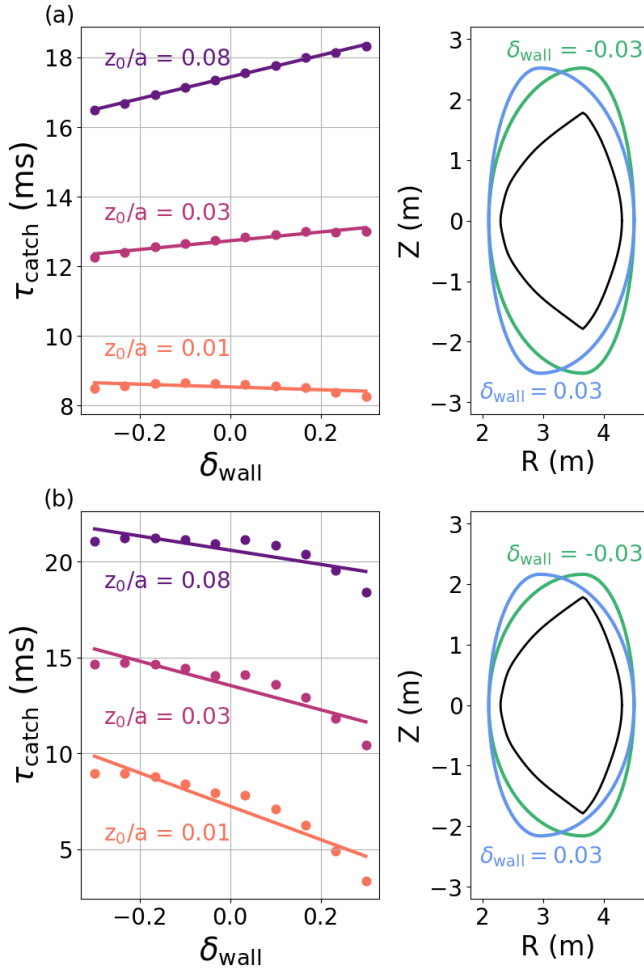 (a)
18
16
14
12
10
8
τcatch (ms)
z₀/a = 0.08
z₀/a = 0.03
z₀/a = 0.01
−0.2 0.0 0.2
δwall
3
2
1
0
−1
−2
−3
Z (m)
δwall = -0.03
δwall = 0.03
2 3 4
R (m)
(b)
20
15
10
5
τcatch (ms)
z₀/a = 0.08
z₀/a = 0.03
z₀/a = 0.01
−0.2 0.0 0.2
δwall
3
2
1
0
−1
−2
−3
Z (m)
δwall = -0.03
δwall = 0.03
2 3 4
R (m)